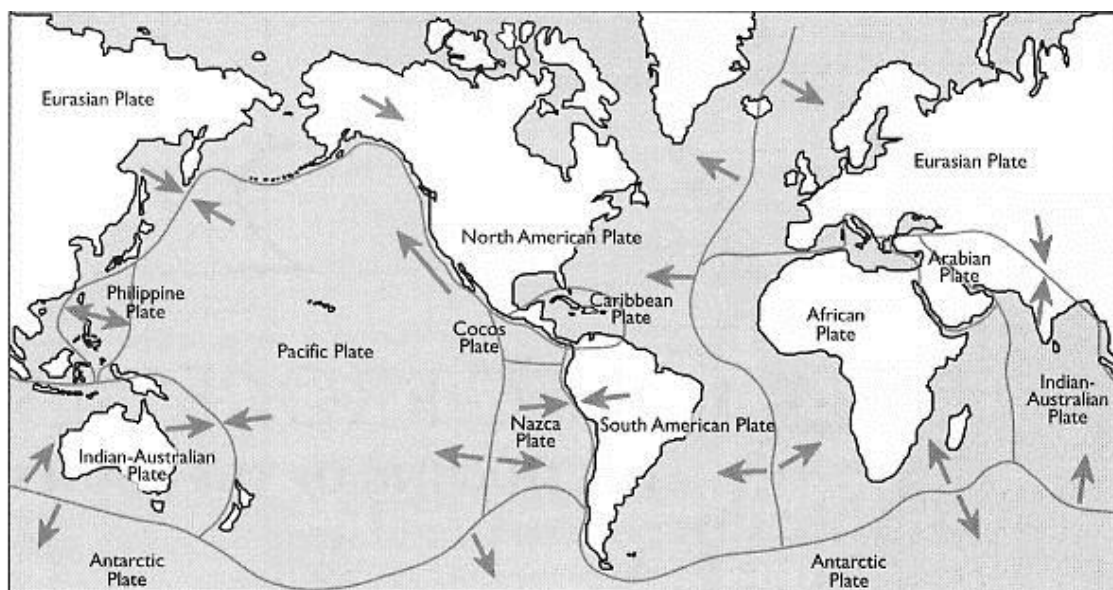 Eurasian Plate
Eurasian Plate
North American Plate
Arabian
Plate
Philippine
Plate
Caribbean
Plate
African
Plate
Cocos
Plate
Pacific Plate
Indian-
Australian
Plate
Nazca
Plate
South American Plate
Indian-Australian
Plate
Antarctic
Plate
Antarctic
Plate